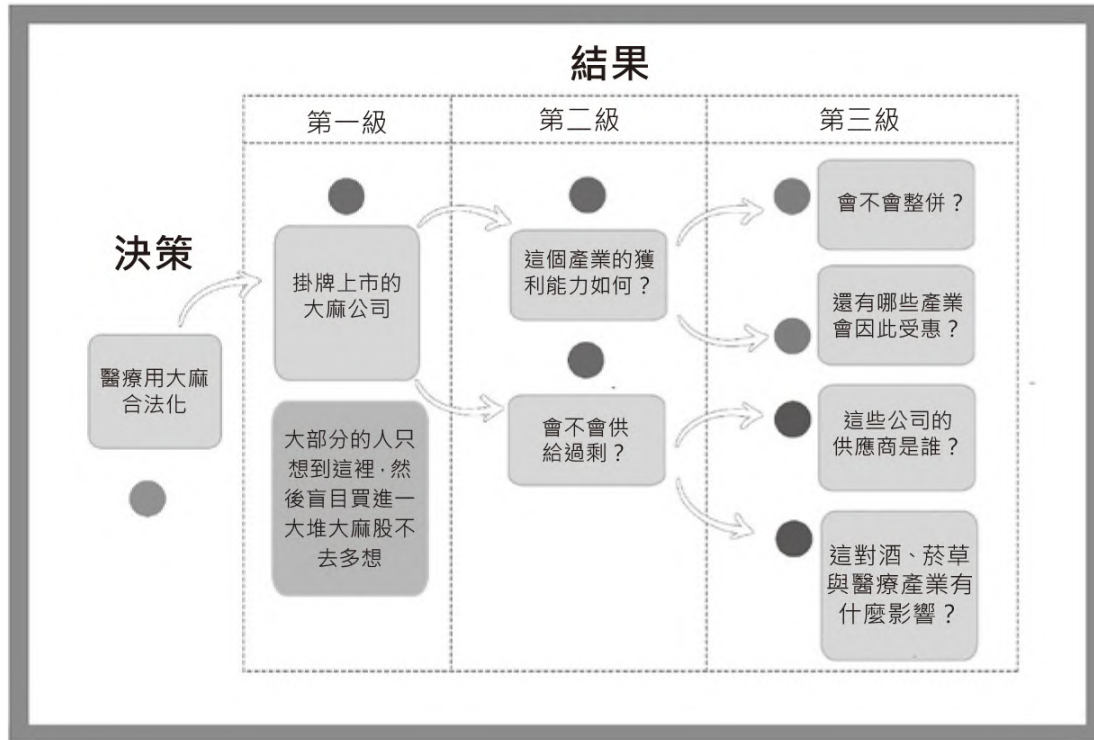 結果
第一級
第二級
第三級
決策
醫療用大麻
合法化
掛牌上市的
大麻公司
大部分的人只
想到這裡,然
後盲目買進一
大堆大麻股不
去多想
這個產業的獲
利能力如何?
會不會供
給過剩?
會不會整併?
還有哪些產業
會因此受惠?
這些公司的
供應商是誰?
這對酒、菸草
與醫療產業有
什麼影響?